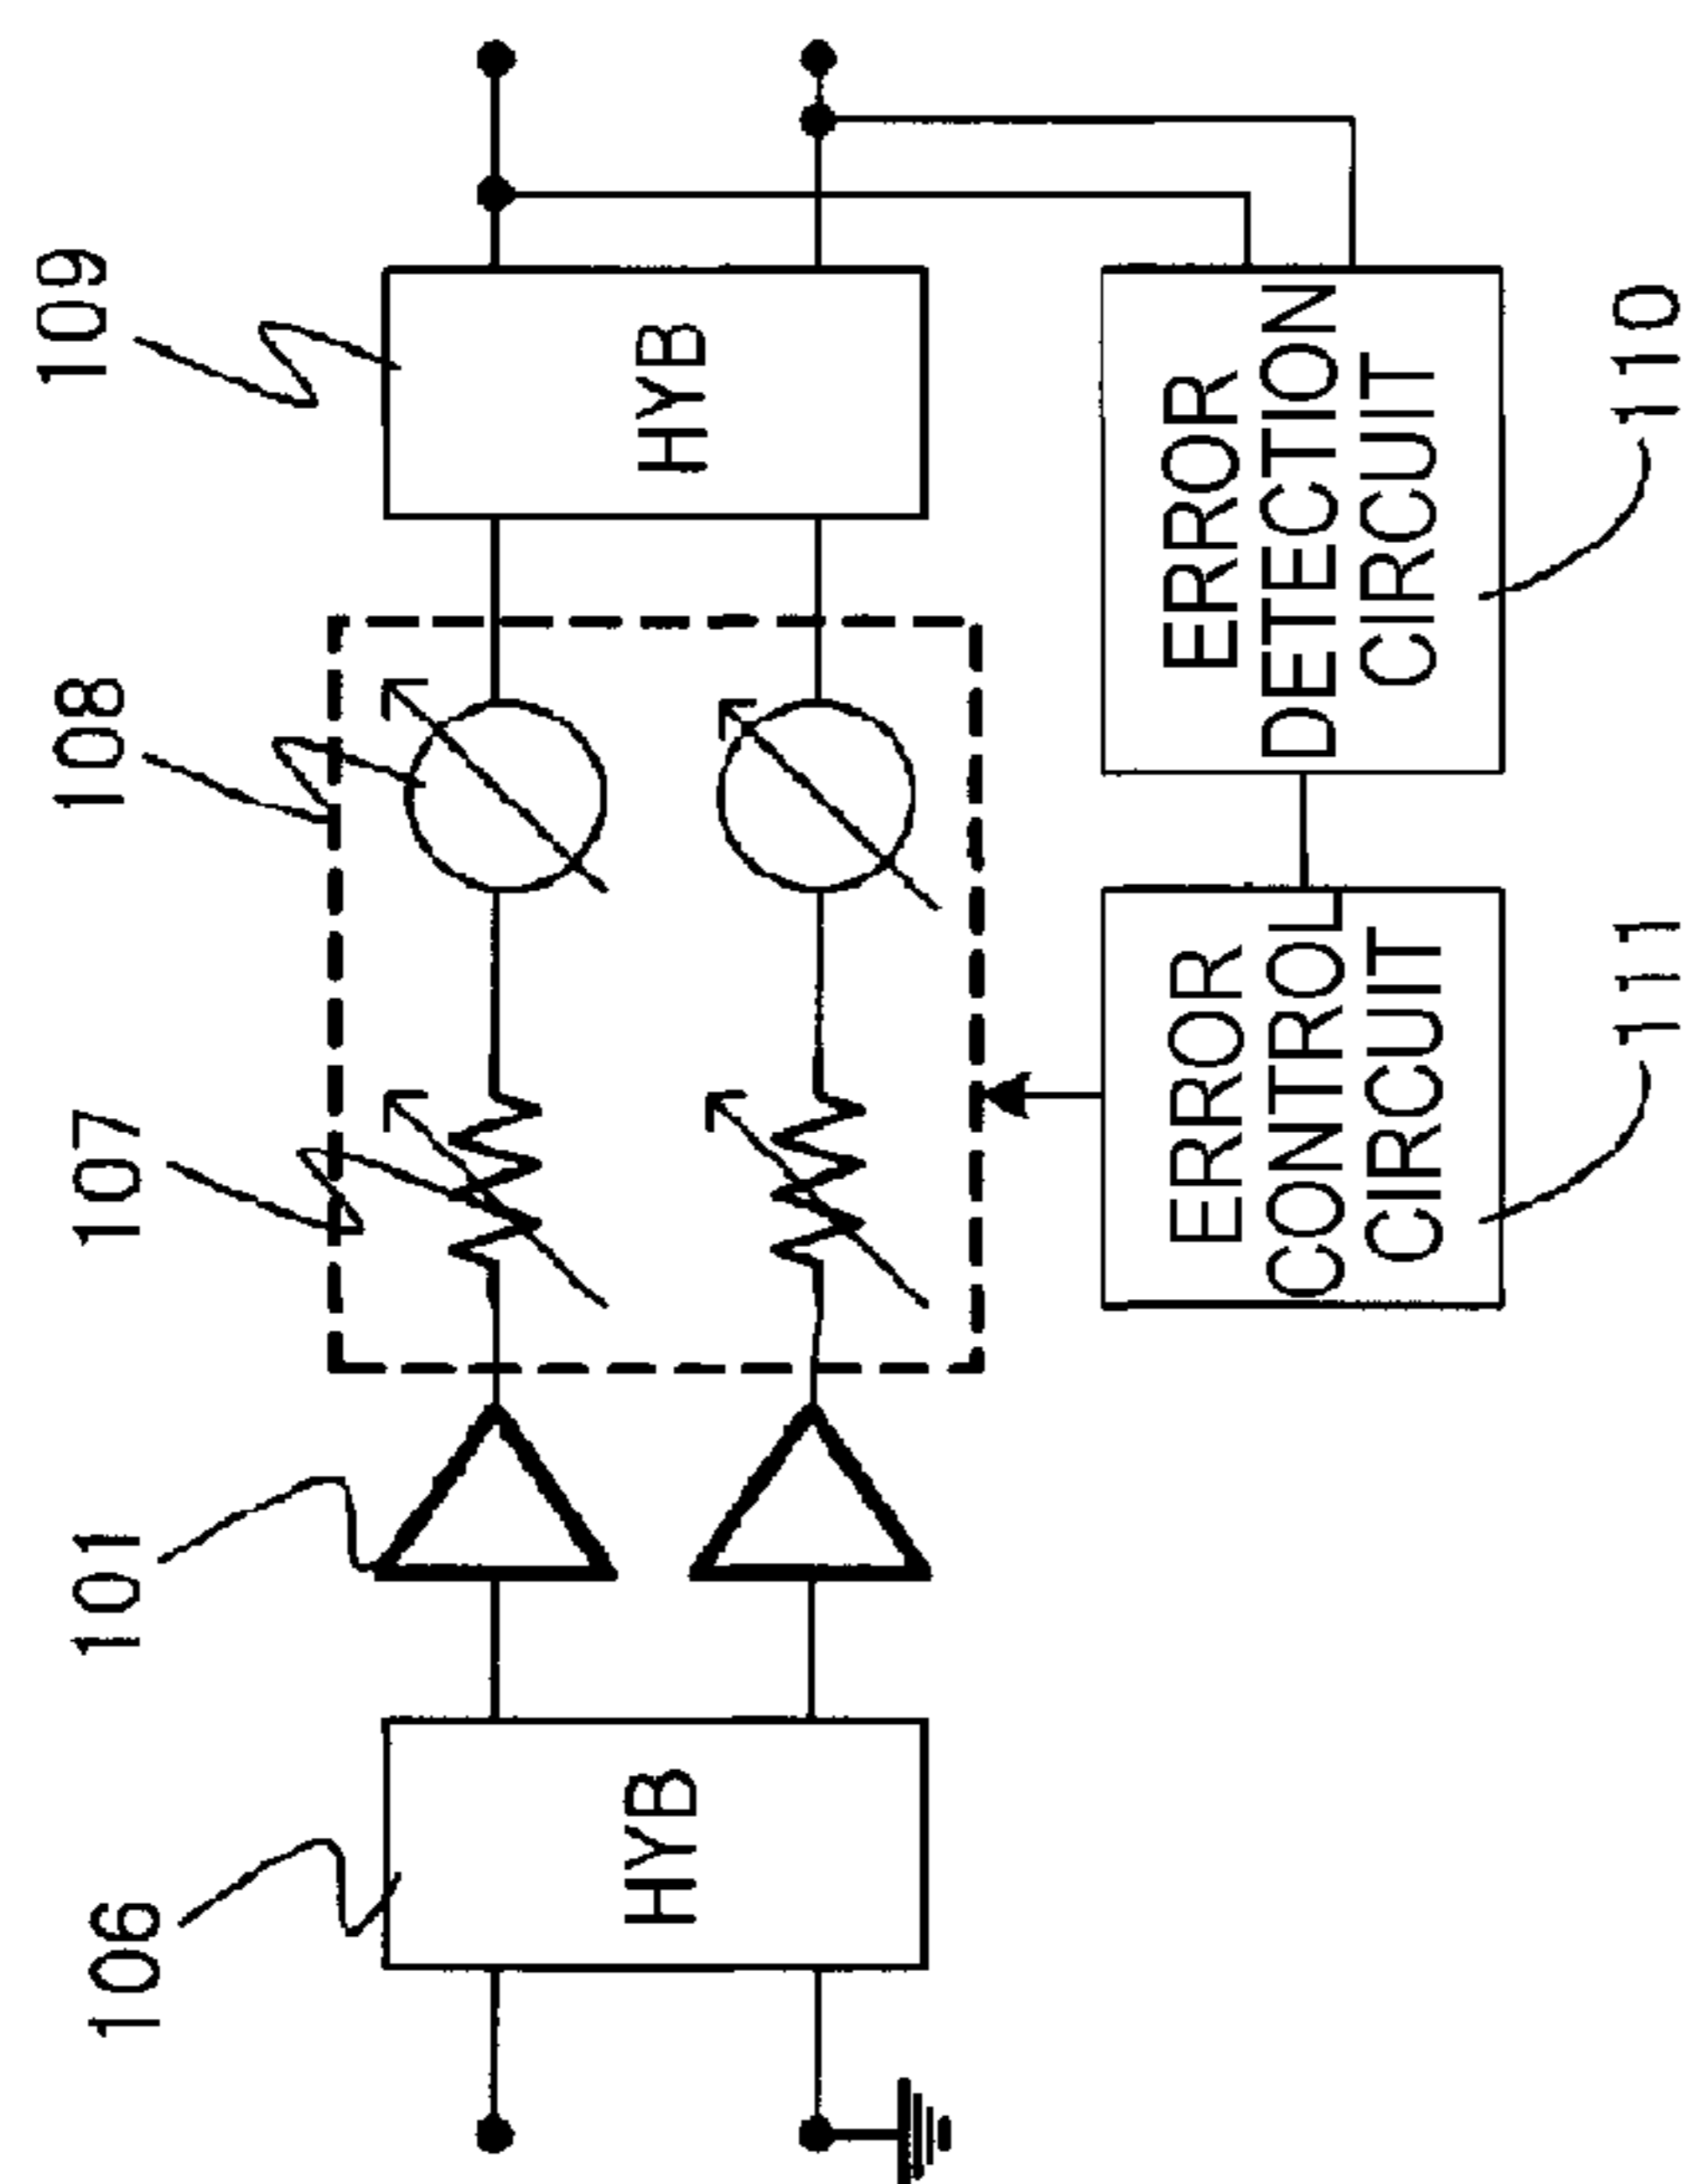 106
101
107
108
109
HYB
HYB
ERROR
CONTROL
CIRCUIT
ERROR
DETECTION
CIRCUIT
111
110